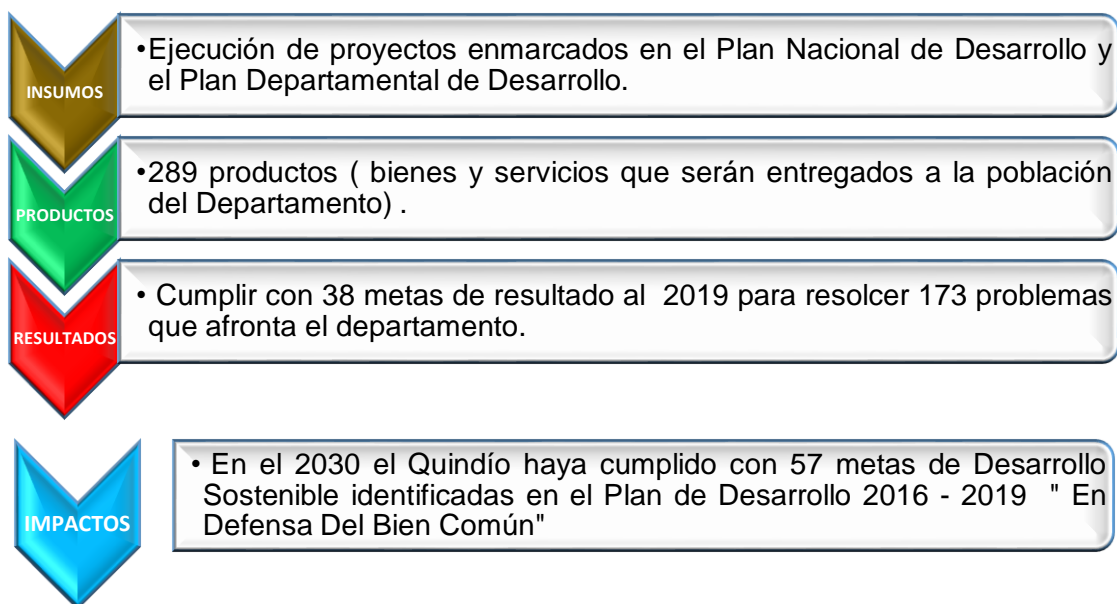 INSUMOS
•Ejecución de proyectos enmarcados en el Plan Nacional de Desarrollo y
el Plan Departamental de Desarrollo.
PRODUCTOS
•289 productos ( bienes y servicios que serán entregados a la población
del Departamento) .
RESULTADOS
• Cumplir con 38 metas de resultado al 2019 para resolcer 173 problemas
que afronta el departamento.
IMPACTOS
• En el 2030 el Quindío haya cumplido con 57 metas de Desarrollo
Sostenible identificadas en el Plan de Desarrollo 2016 - 2019 " En
Defensa Del Bien Común"